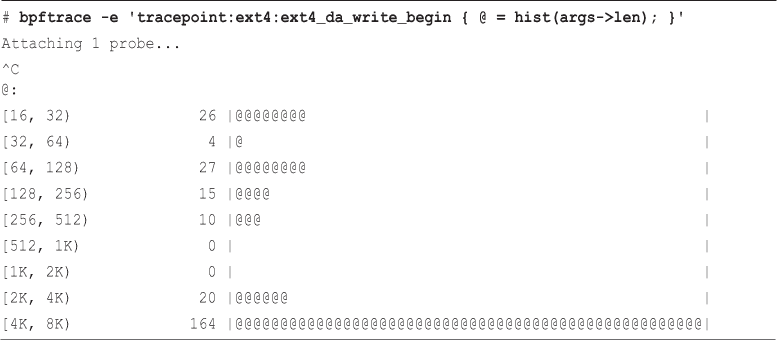 # bpftrace -e 'tracepoint:ext4:ext4_da_write_begin { @ = hist(args->len); }'
Attaching 1 probe...
^C
@:
[16, 32)              26 |@@@@@@@@                                            |
[32, 64)               4 |@                                                   |
[64, 128)             27 |@@@@@@@@                                            |
[128, 256)            15 |@@@@                                                |
[256, 512)            10 |@@@                                                 |
[512, 1K)              0 |                                                    |
[1K, 2K)               0 |                                                    |
[2K, 4K)              20 |@@@@@@                                              |
[4K, 8K)             164 |@@@@@@@@@@@@@@@@@@@@@@@@@@@@@@@@@@@@@@@@@@@@@@@@@@@@|